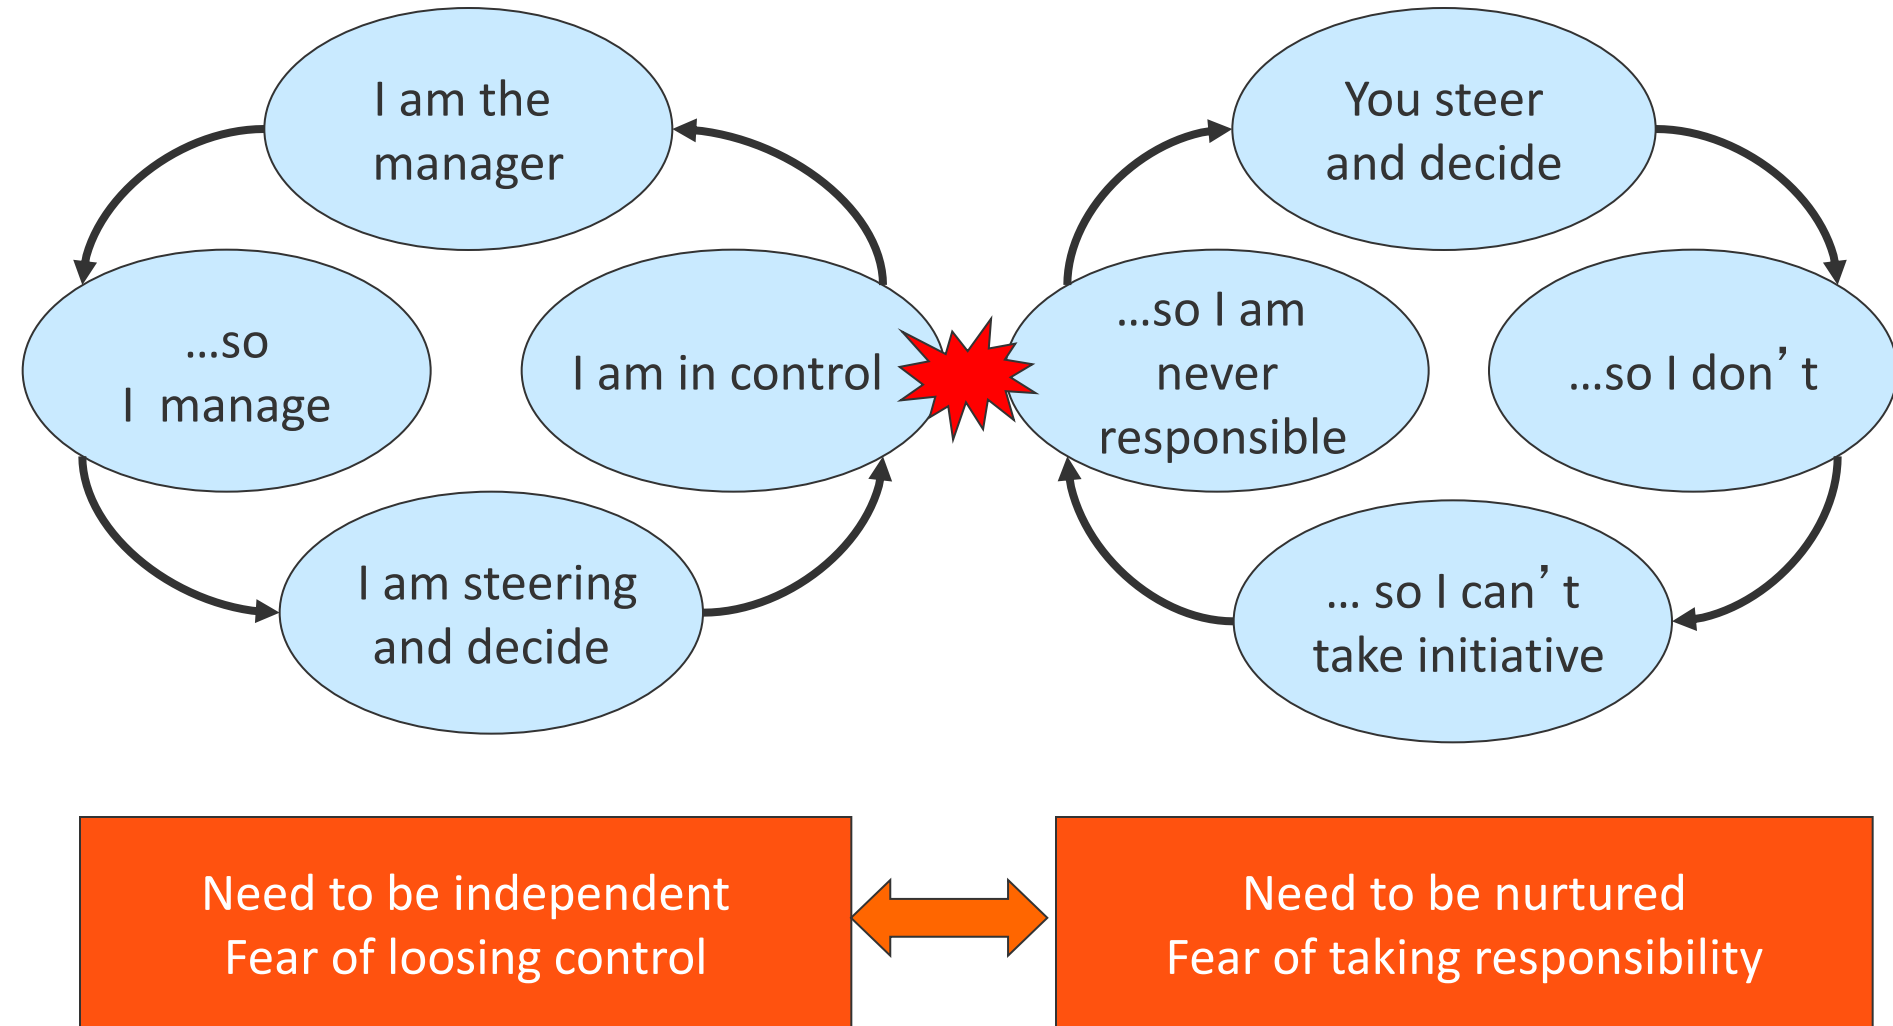 I am the
manager
...so
I manage
I am in control
I am steering
and decide
You steer
and decide
...so I am
never
responsible
...so I don’ t
... so I can’ t
take initiative
Need to be independent
Fear of loosing control
Need to be nurtured
Fear of taking responsibility